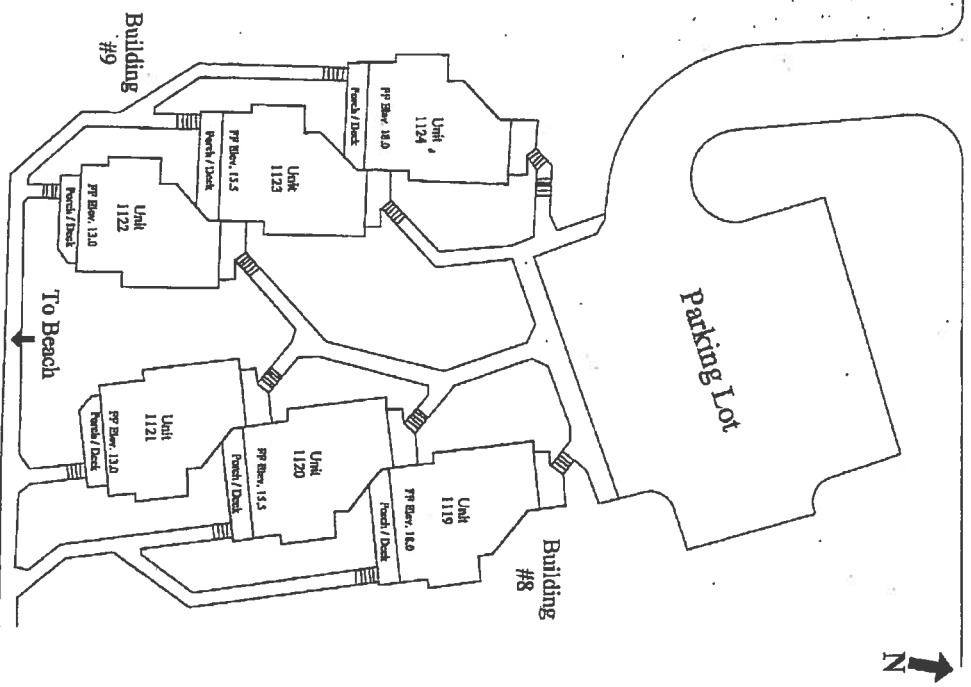 Building
#9
Unit
1124
FF Elev. 18.0
Porch / Deck
Unit
1123
FF Elev. 15.5
Porch / Deck
Unit
1122
FF Elev. 13.0
Porch / Deck
To Beach
Parking Lot
Unit
1121
FF Elev. 13.0
Porch / Deck
Unit
1120
FF Elev. 15.5
Porch / Deck
Unit
1119
FF Elev. 18.0
Porch / Deck
Building
#8
N